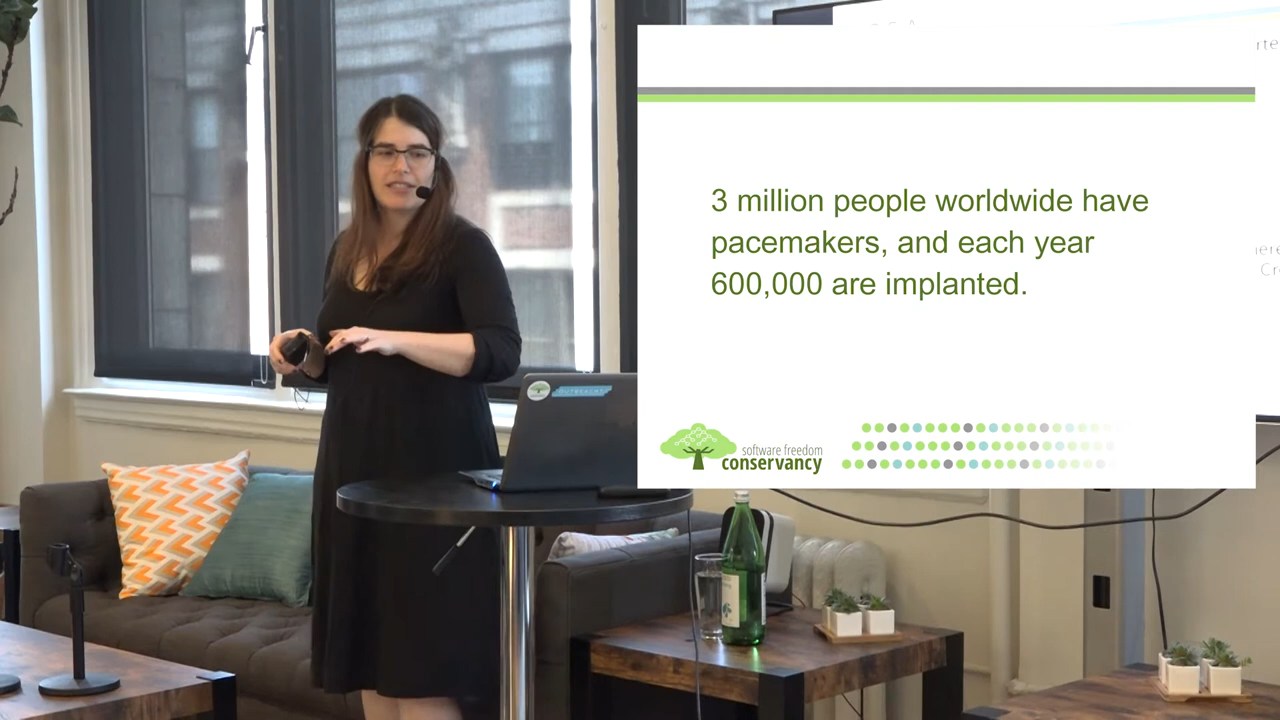 3 million people worldwide have
pacemakers, and each year
600,000 are implanted.
software freedom
conservancy